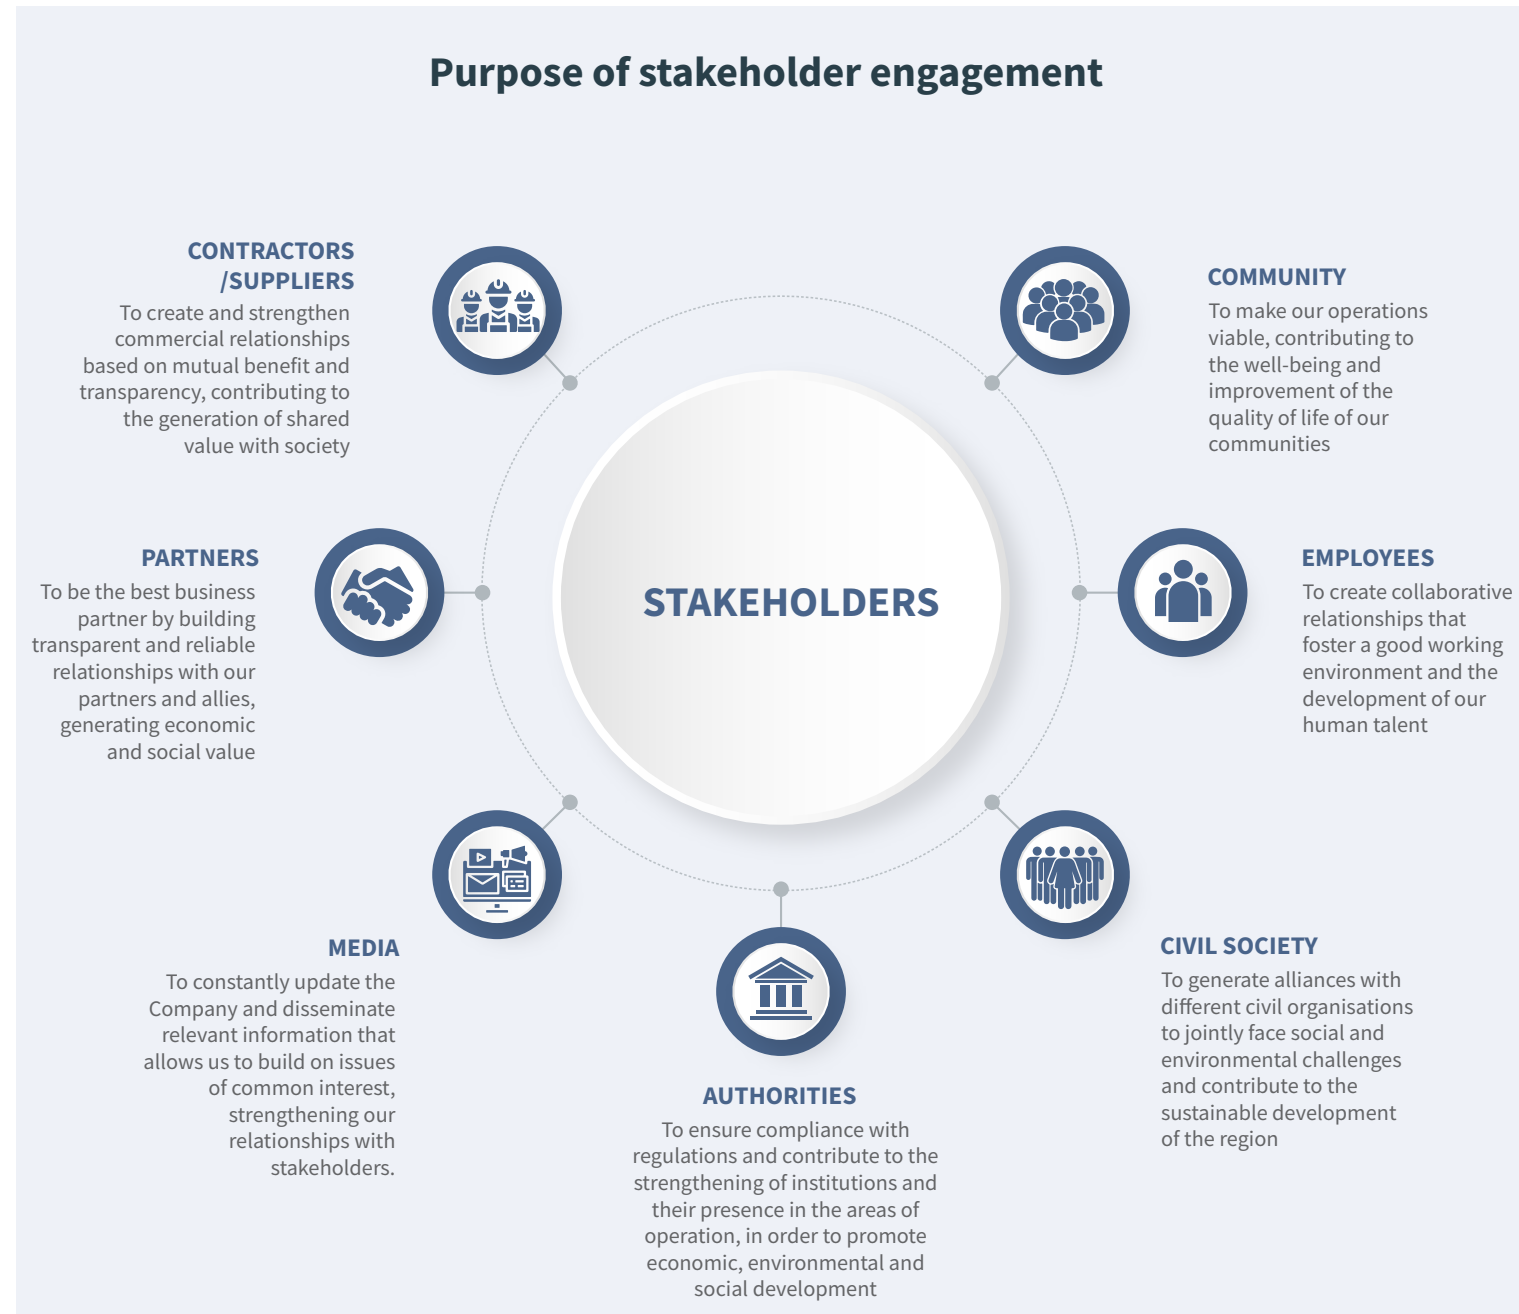 Purpose of stakeholder engagement
CONTRACTORS
/SUPPLIERS
To create and strengthen
commercial relationships
based on mutual benefit and
transparency, contributing to
the generation of shared
value with society
COMMUNITY
To make our operations
viable, contributing to
the well-being and
improvement of the
quality of life of our
communities
PARTNERS
To be the best business
partner by building
transparent and reliable
relationships with our
partners and allies,
generating economic
and social value
STAKEHOLDERS
EMPLOYEES
To create collaborative
relationships that
foster a good working
environment and the
development of our
human talent
MEDIA
To constantly update the
Company and disseminate
relevant information that
allows us to build on issues
of common interest,
strengthening our
relationships with
stakeholders.
AUTHORITIES
To ensure compliance with
regulations and contribute to the
strengthening of institutions and
their presence in the areas of
operation, in order to promote
economic, environmental and
social development
CIVIL SOCIETY
To generate alliances with
different civil organisations
to jointly face social and
environmental challenges
and contribute to the
sustainable development
of the region